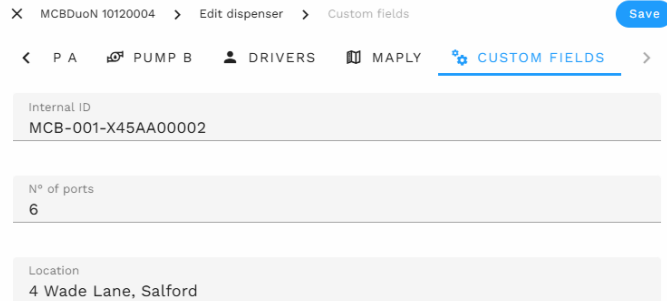 MCBDuoN 10120004 > Edit dispenser > Custom fields Save
P A PUMP B DRIVERS MAPLY CUSTOM FIELDS
Internal ID
MCB-001-X45AA00002
N° of ports
6
Location
4 Wade Lane, Salford